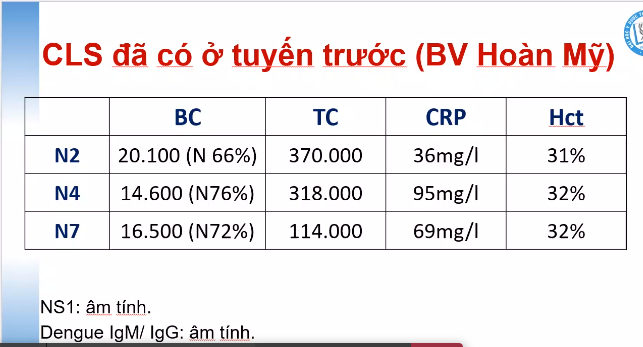 CLS đã có ở tuyến trước (BV Hoàn Mỹ)
BC TC CRP Hct
N2 20.100 (N 66%) 370.000 36mg/l 31%
N4 14.600 (N76%) 318.000 95mg/l 32%
N7 16.500 (N72%) 114.000 69mg/l 32%
NS1: âm tính.
Dengue IgM/ IgG: âm tính.